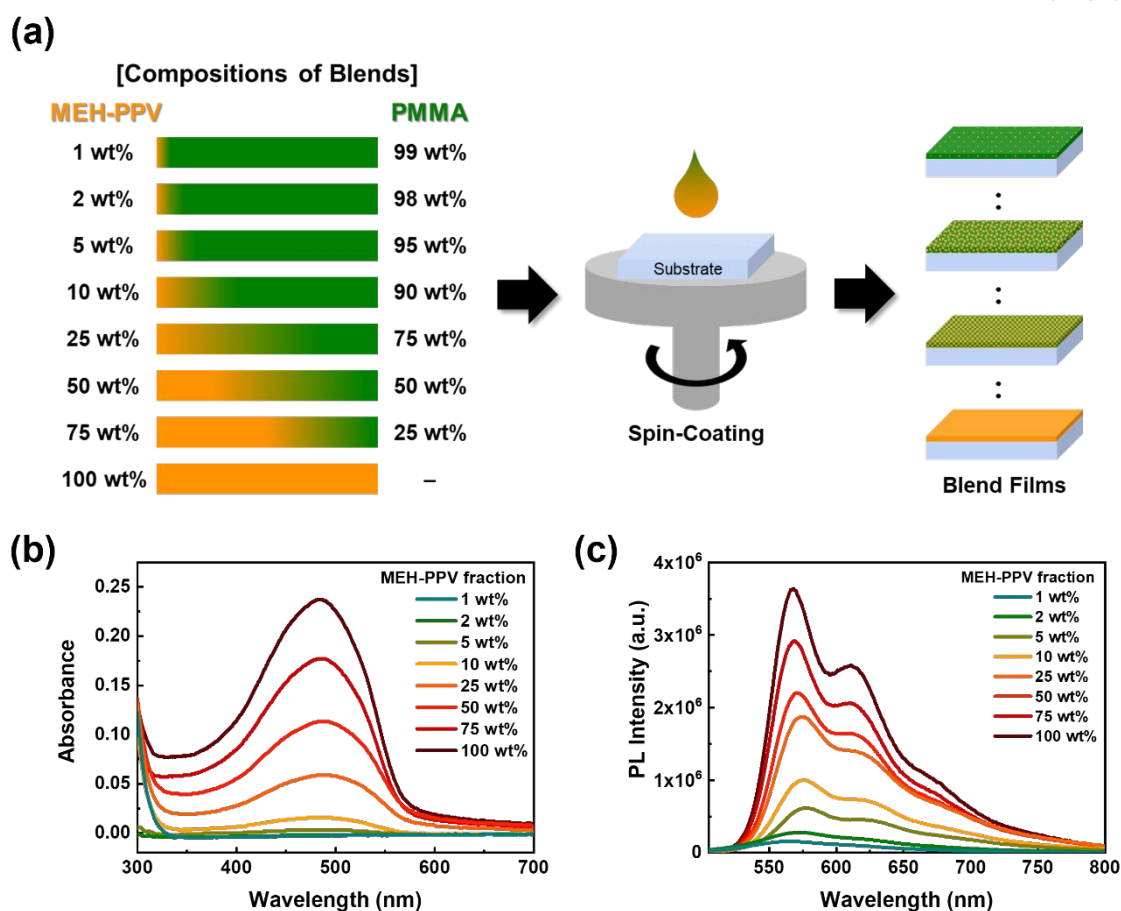 (a)
[Compositions of Blends]
MEH-PPV PMMA
1 wt% 99 wt%
2 wt% 98 wt%
5 wt% 95 wt%
10 wt% 90 wt%
25 wt% 75 wt%
50 wt% 50 wt%
75 wt% 25 wt%
100 wt% –
Substrate
Spin-Coating
:
:
:
Blend Films
(b)
Absorbance
0.25
0.20
0.15
0.10
0.05
0.00
300 400 500 600 700
Wavelength (nm)
MEH-PPV fraction
1 wt%
2 wt%
5 wt%
10 wt%
25 wt%
50 wt%
75 wt%
100 wt%
(c)
PL Intensity (a.u.)
4x10⁶
3x10⁶
2x10⁶
1x10⁶
0
550 600 650 700 750 800
Wavelength (nm)
MEH-PPV fraction
1 wt%
2 wt%
5 wt%
10 wt%
25 wt%
50 wt%
75 wt%
100 wt%